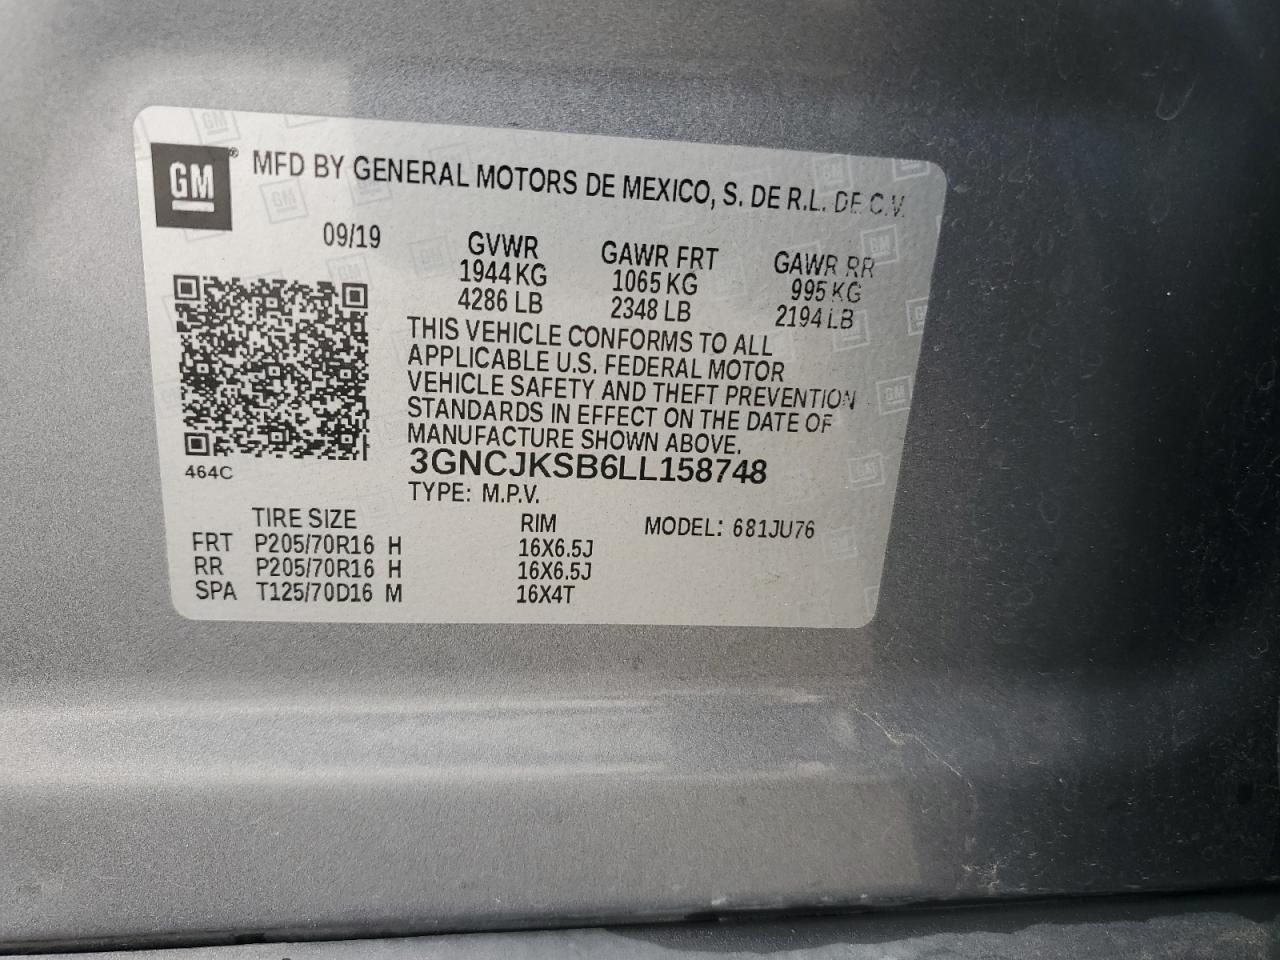 GM® MFD BY GENERAL MOTORS DE MEXICO, S. DE R.L. DE C.V.
09/19
GVWR GAWR FRT GAWR RR
1944 KG 1065 KG 995 KG
4286 LB 2348 LB 2194 LB
THIS VEHICLE CONFORMS TO ALL
APPLICABLE U.S. FEDERAL MOTOR
VEHICLE SAFETY AND THEFT PREVENTION
STANDARDS IN EFFECT ON THE DATE OF
MANUFACTURE SHOWN ABOVE.
3GNCJKSB6LL158748
464C
TYPE: M.P.V.
TIRE SIZE RIM MODEL: 681JU76
FRT P205/70R16 H 16X6.5J
RR P205/70R16 H 16X6.5J
SPA T125/70D16 M 16X4T